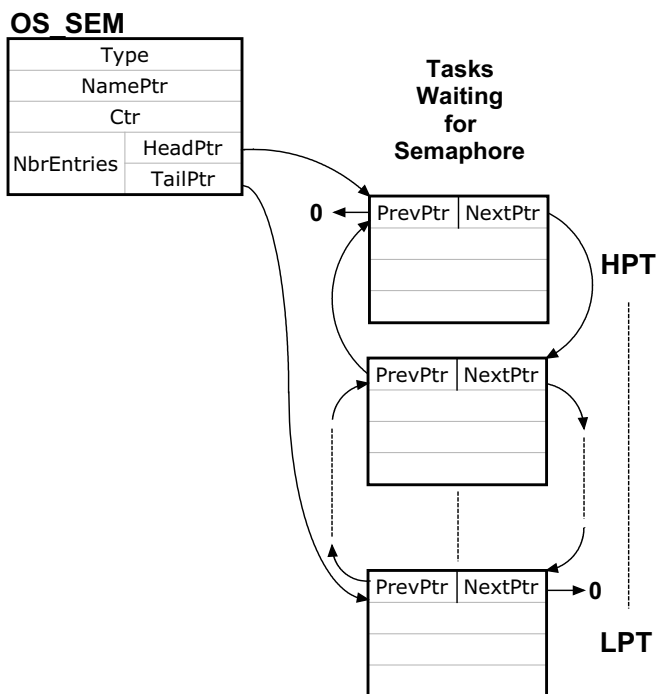 OS_SEM
Type
NamePtr
Ctr
NbrEntries
HeadPtr
TailPtr
Tasks
Waiting
for
Semaphore
0
PrevPtr NextPtr
HPT
PrevPtr NextPtr
PrevPtr NextPtr
0
LPT